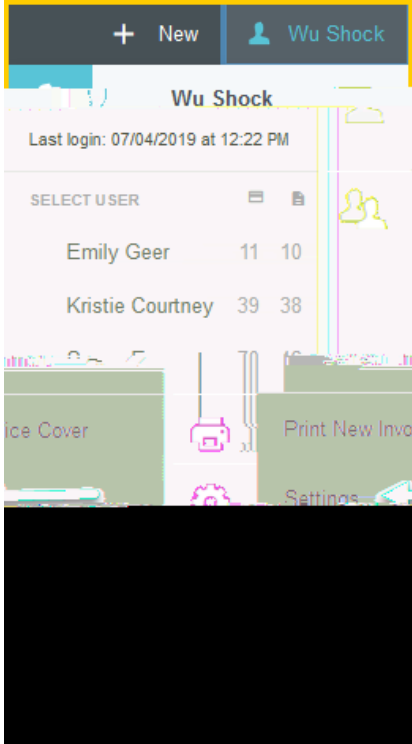 + New Wu Shock
Wu Shock
Last login: 07/04/2019 at 12:22 PM
SELECT USER
Emily Geer 11 10
Kristie Courtney 39 38
ice Cover Print New Invo
Settings